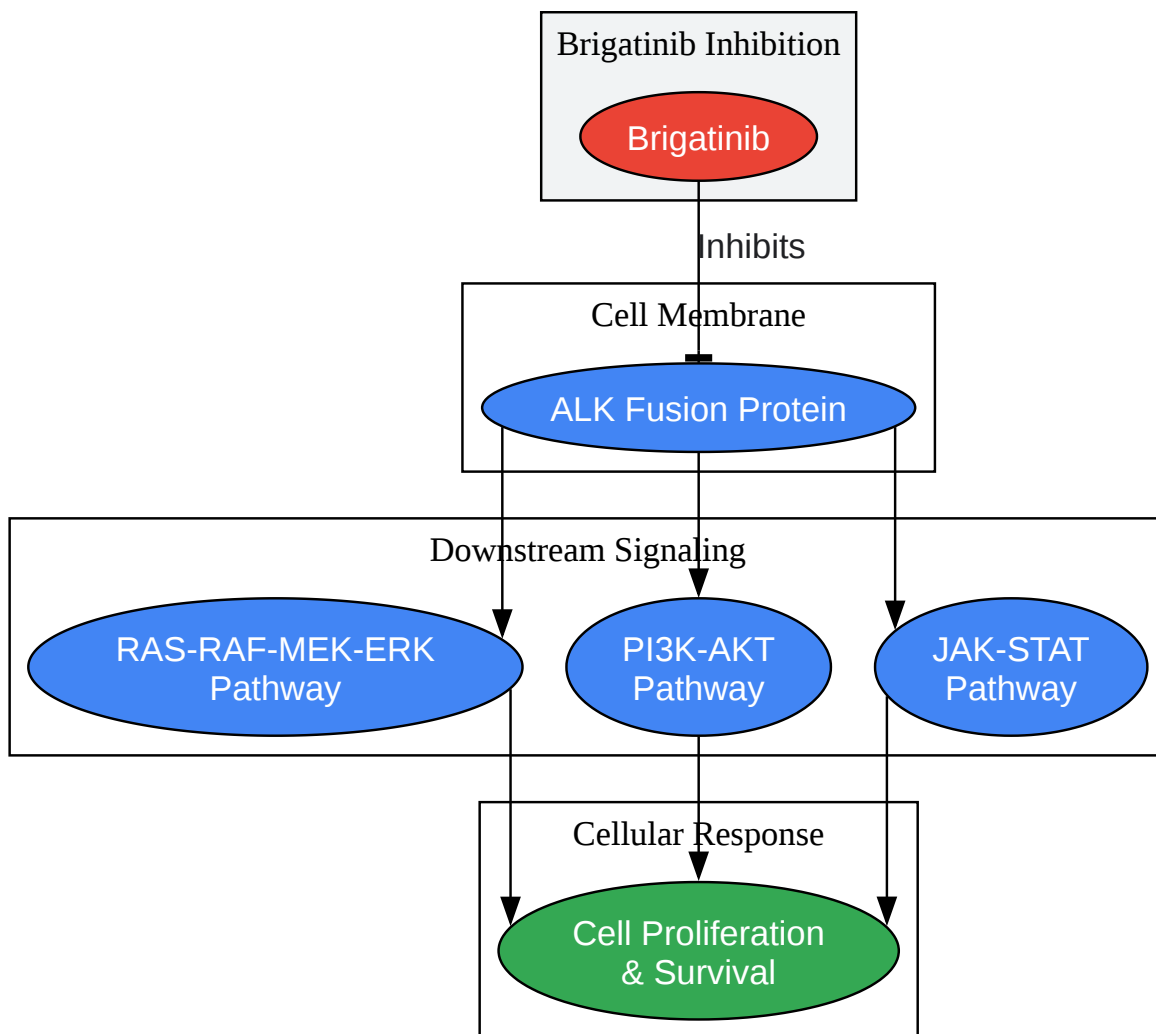 Brigatinib Inhibition
Brigatinib
Inhibits
Cell Membrane
ALK Fusion Protein
Downstream Signaling
RAS-RAF-MEK-ERK
Pathway
PI3K-AKT
Pathway
JAK-STAT
Pathway
Cellular Response
Cell Proliferation
& Survival